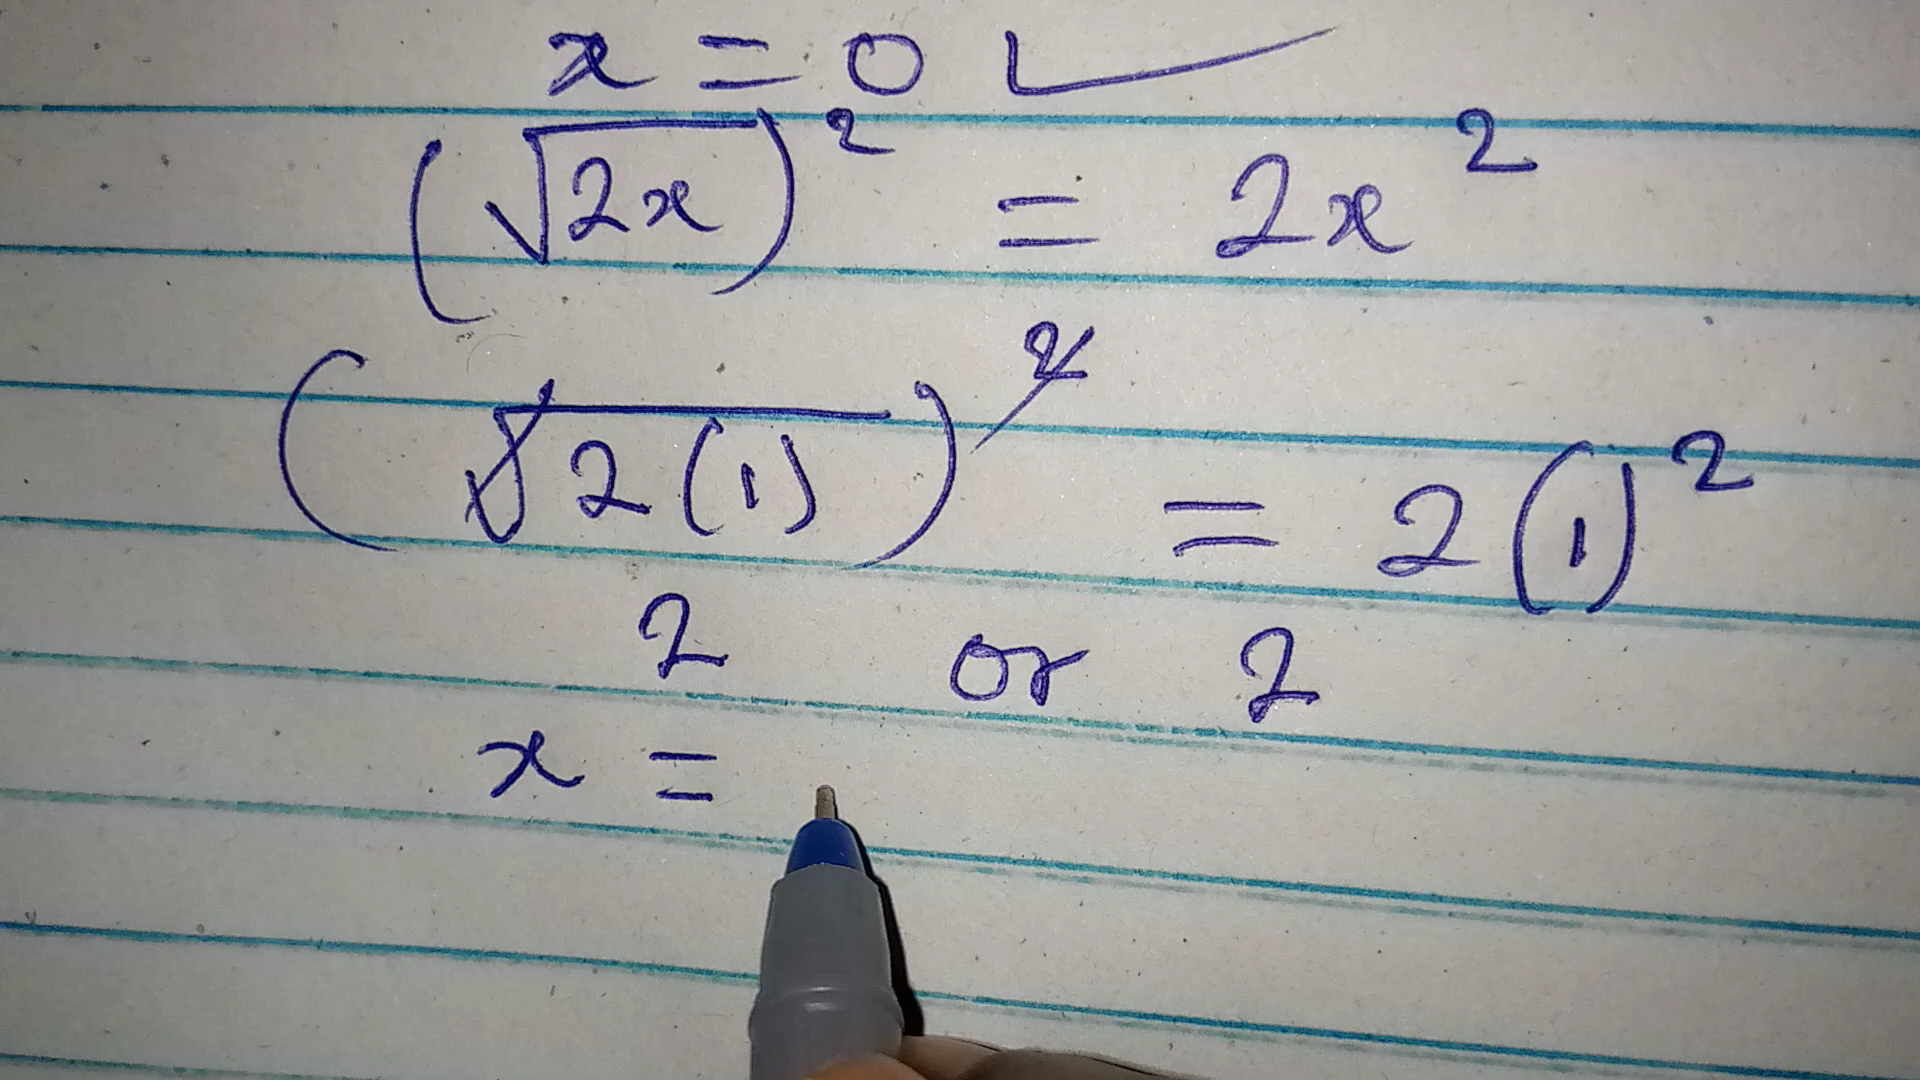 x = 0 ✓
(√2x)² = 2x²
(√2(1))² = 2(1)²
2 or 2
x =